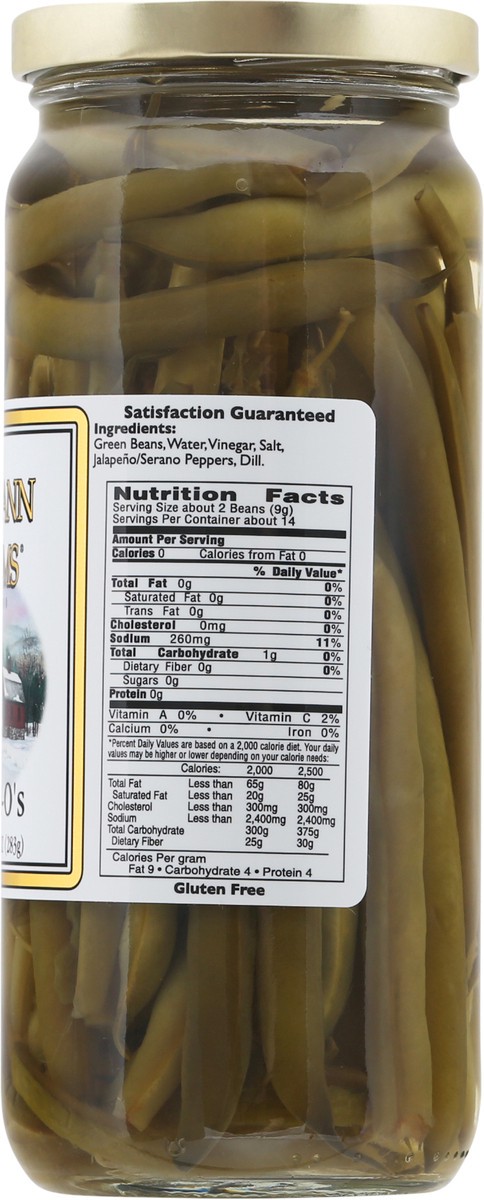 Satisfaction Guaranteed
Ingredients:
Green Beans, Water, Vinegar, Salt,
Jalapeño/Serano Peppers, Dill.
Nutrition Facts
Serving Size about 2 Beans (9g)
Servings Per Container about 14
Amount Per Serving
Calories 0 Calories from Fat 0
% Daily Value*
Total Fat 0g 0%
Saturated Fat 0g 0%
Trans Fat 0g 0%
Cholesterol 0mg 0%
Sodium 260mg 11%
Total Carbohydrate 1g 0%
Dietary Fiber 0g 0%
Sugars 0g
Protein 0g
Vitamin A 0% • Vitamin C 2%
Calcium 0% • Iron 0%
*Percent Daily Values are based on a 2,000 calorie diet. Your daily
values may be higher or lower depending on your calorie needs:
Calories: 2,000 2,500
Total Fat Less than 65g 80g
Saturated Fat Less than 20g 25g
Cholesterol Less than 300mg 300mg
Sodium Less than 2,400mg 2,400mg
Total Carbohydrate 300g 375g
Dietary Fiber 25g 30g
Calories Per gram
Fat 9 • Carbohydrate 4 • Protein 4
Gluten Free
ANN
MS
-O's
(283g)